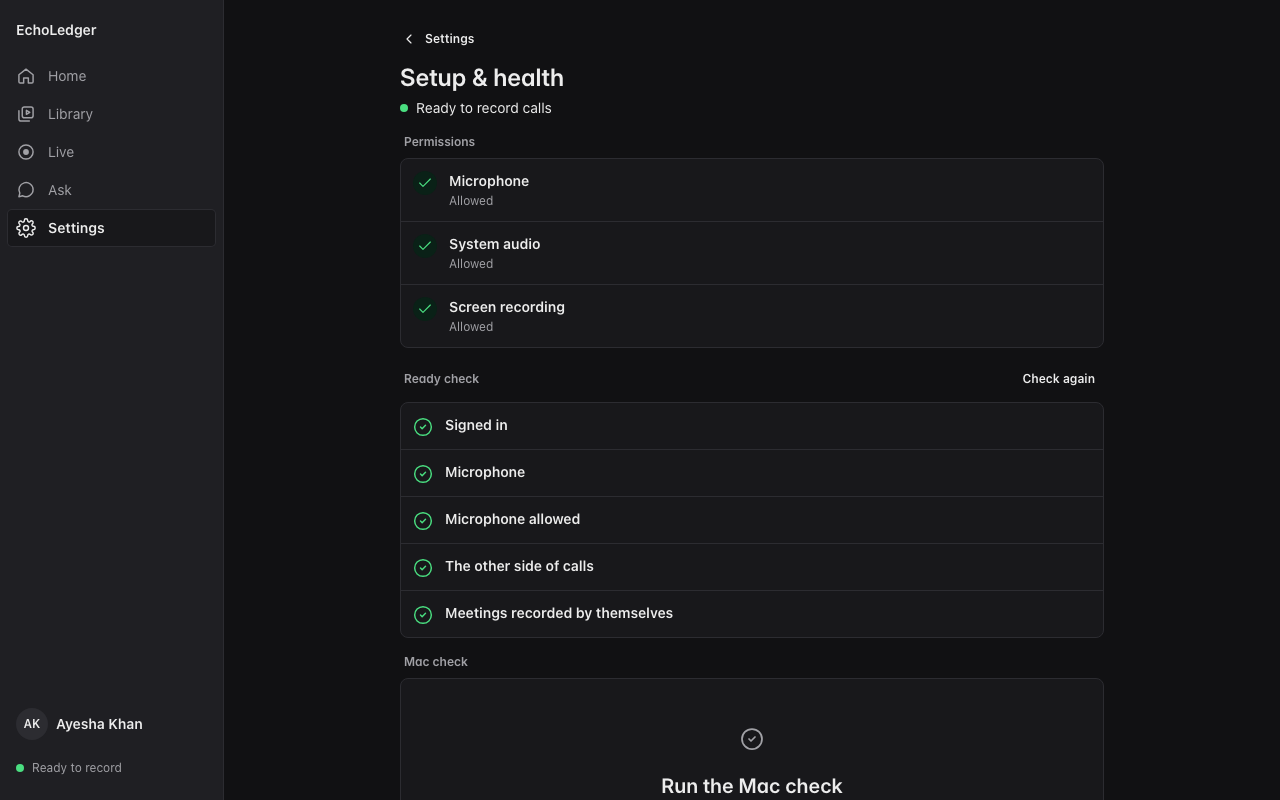 EchoLedger
Home
Library
Live
Ask
Settings
AK
Ayesha Khan
Ready to record
Settings
Setup & health
Ready to record calls
Permissions
Microphone
Allowed
System audio
Allowed
Screen recording
Allowed
Ready check
Check again
Signed in
Microphone
Microphone allowed
The other side of calls
Meetings recorded by themselves
Mac check
Run the Mac check